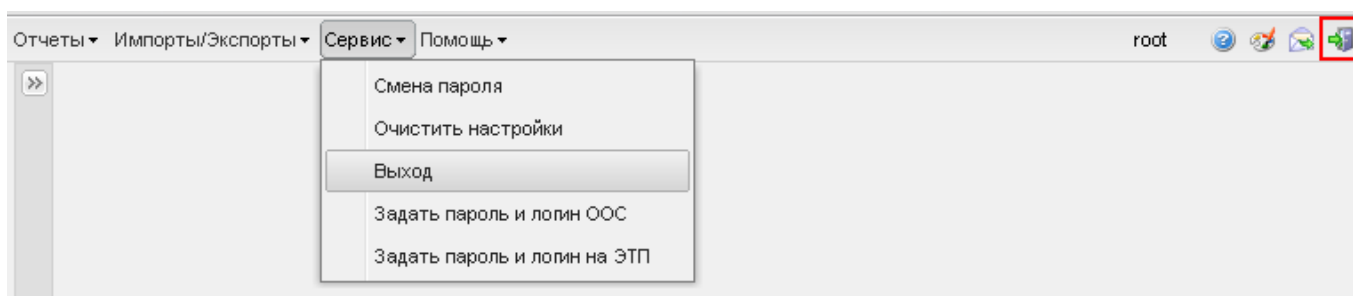 Отчеты Импорты/Экспорты Сервис Помощь root
Смена пароля
Очистить настройки
Выход
Задать пароль и логин ООС
Задать пароль и логин на ЭТП